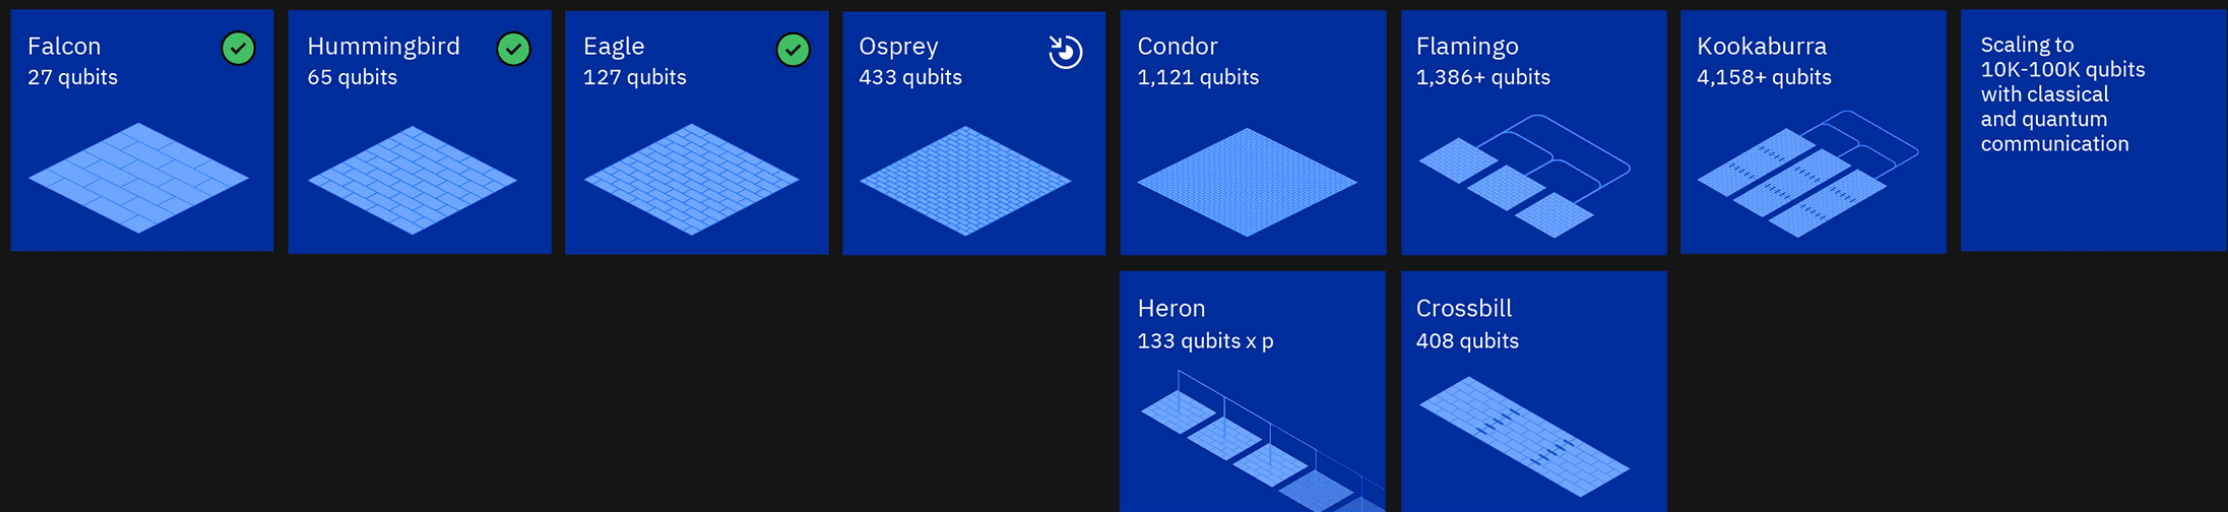 Falcon
27 qubits
Hummingbird
65 qubits
Eagle
127 qubits
Osprey
433 qubits
Condor
1,121 qubits
Flamingo
1,386+ qubits
Kookaburra
4,158+ qubits
Scaling to
10K-100K qubits
with classical
and quantum
communication
Heron
133 qubits x p
Crossbill
408 qubits